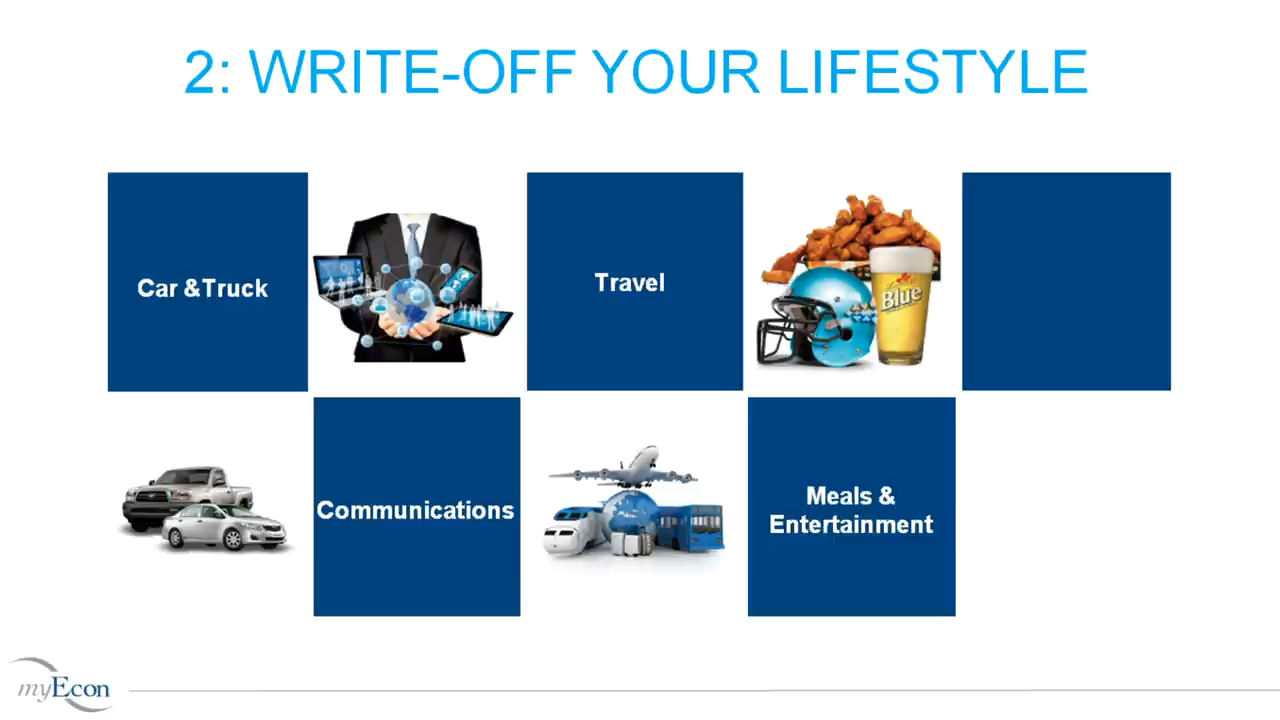 2: WRITE-OFF YOUR LIFESTYLE
Car &Truck
Travel
Blue
Communications
Meals &
Entertainment
myEcon